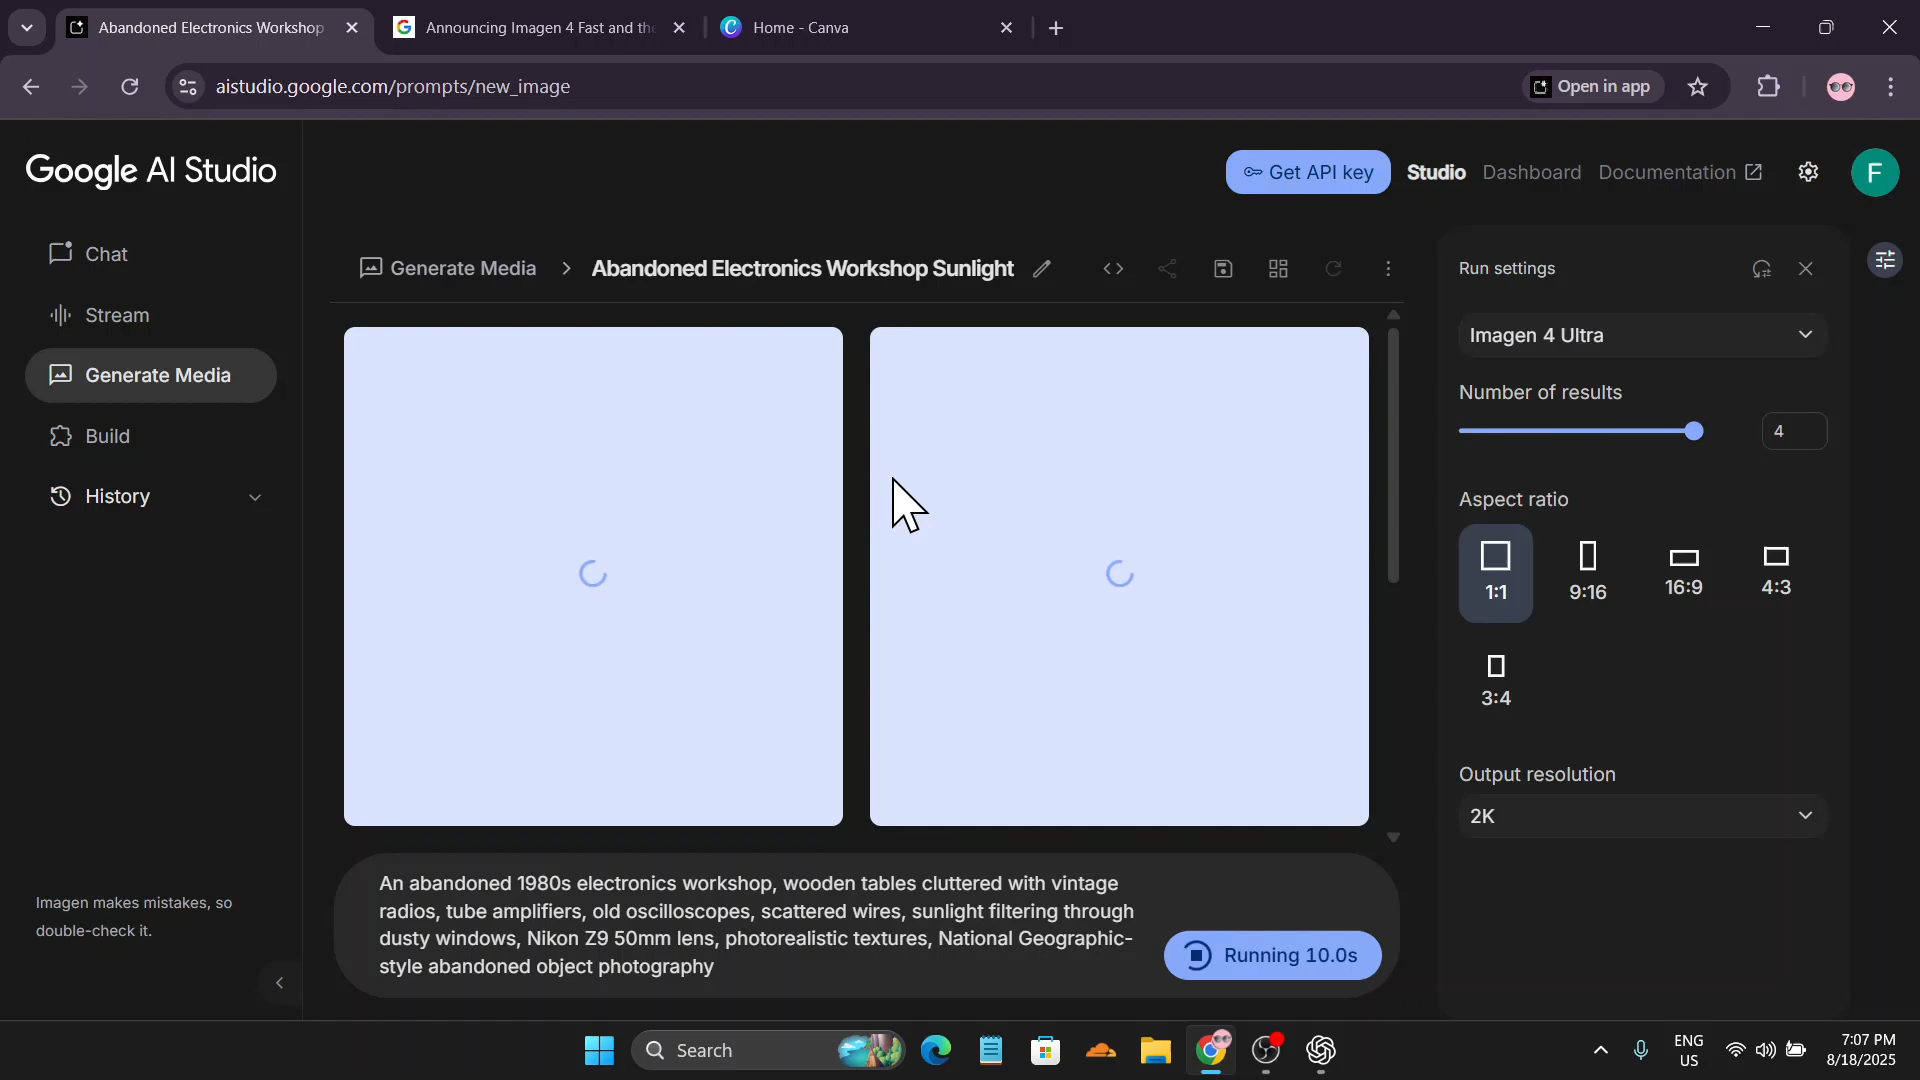 Abandoned Electronics Workshop
Announcing Imagen 4 Fast and the
Home - Canva
aistudio.google.com/prompts/new_image
Open in app
Google AI Studio
Get API key
Studio
Dashboard
Documentation
F
Chat
Stream
Generate Media
Build
History
Imagen makes mistakes, so
double-check it.
Generate Media
Abandoned Electronics Workshop Sunlight
An abandoned 1980s electronics workshop, wooden tables cluttered with vintage
radios, tube amplifiers, old oscilloscopes, scattered wires, sunlight filtering through
dusty windows, Nikon Z9 50mm lens, photorealistic textures, National Geographic-
style abandoned object photography
Running 10.0s
Run settings
Imagen 4 Ultra
Number of results
4
Aspect ratio
1:1
9:16
16:9
4:3
3:4
Output resolution
2K
Search
ENG
US
7:07 PM
8/18/2025